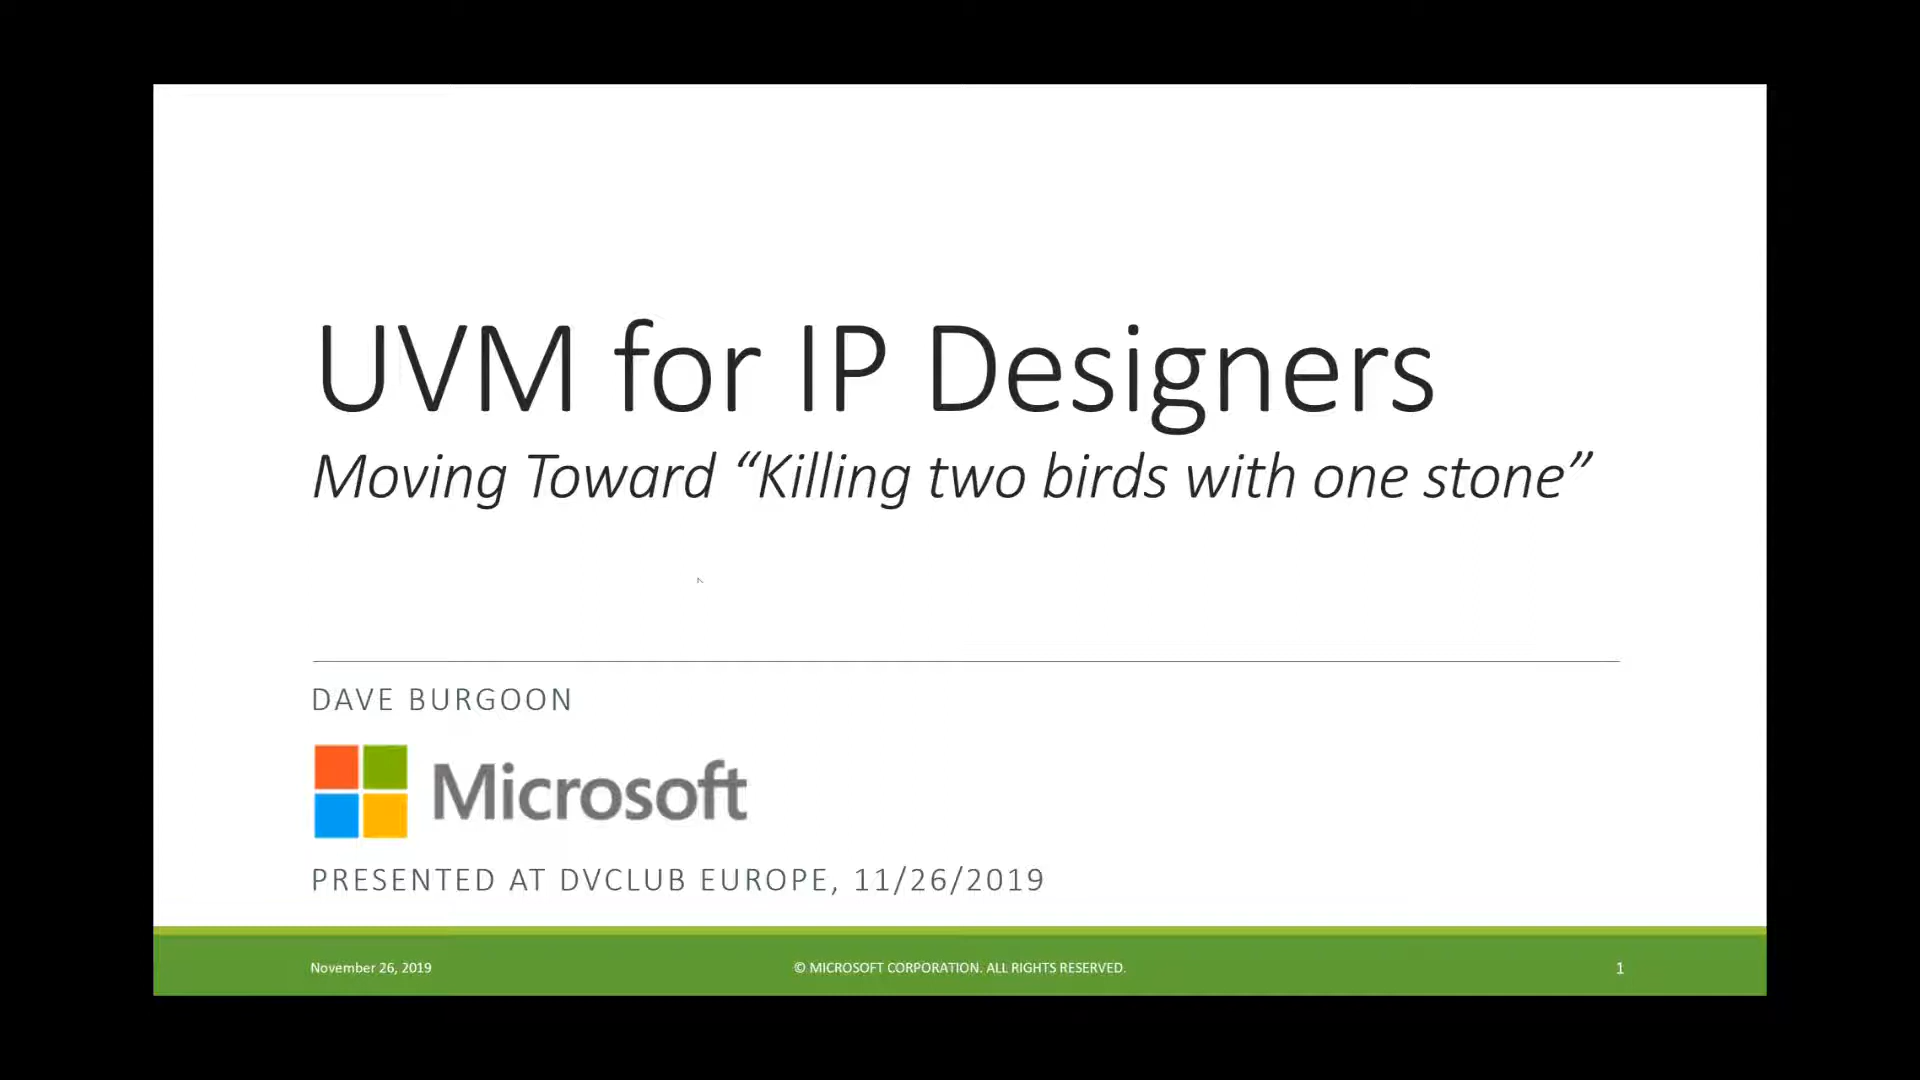 UVM for IP Designers
Moving Toward “Killing two birds with one stone”
DAVE BURGOON
Microsoft
PRESENTED AT DVCLUB EUROPE, 11/26/2019
November 26, 2019
© MICROSOFT CORPORATION. ALL RIGHTS RESERVED.
1